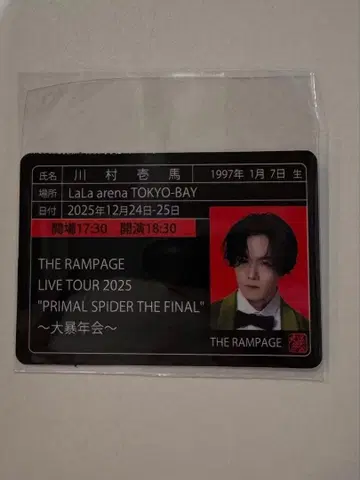 氏名 川村壱馬 1997年 1月 7日 生
場所 LaLa arena TOKYO-BAY
日付 2025年12月24日-25日
開場17:30 開演18:30
THE RAMPAGE
LIVE TOUR 2025
"PRIMAL SPIDER THE FINAL"
～大暴年会～
THE RAMPAGE